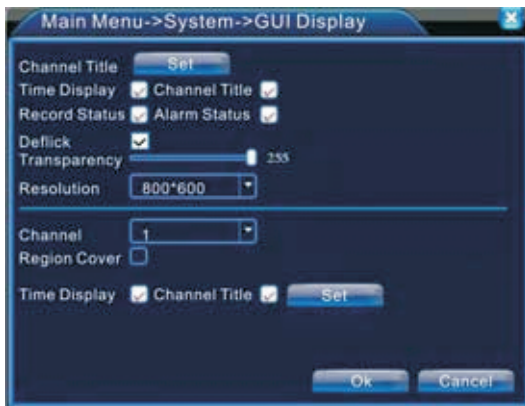 Main Menu->System->GUI Display
Channel Title Set
Time Display Channel Title
Record Status Alarm Status
Deflick
Transparency 255
Resolution 800*600
Channel 1
Region Cover
Time Display Channel Title Set
Ok Cancel